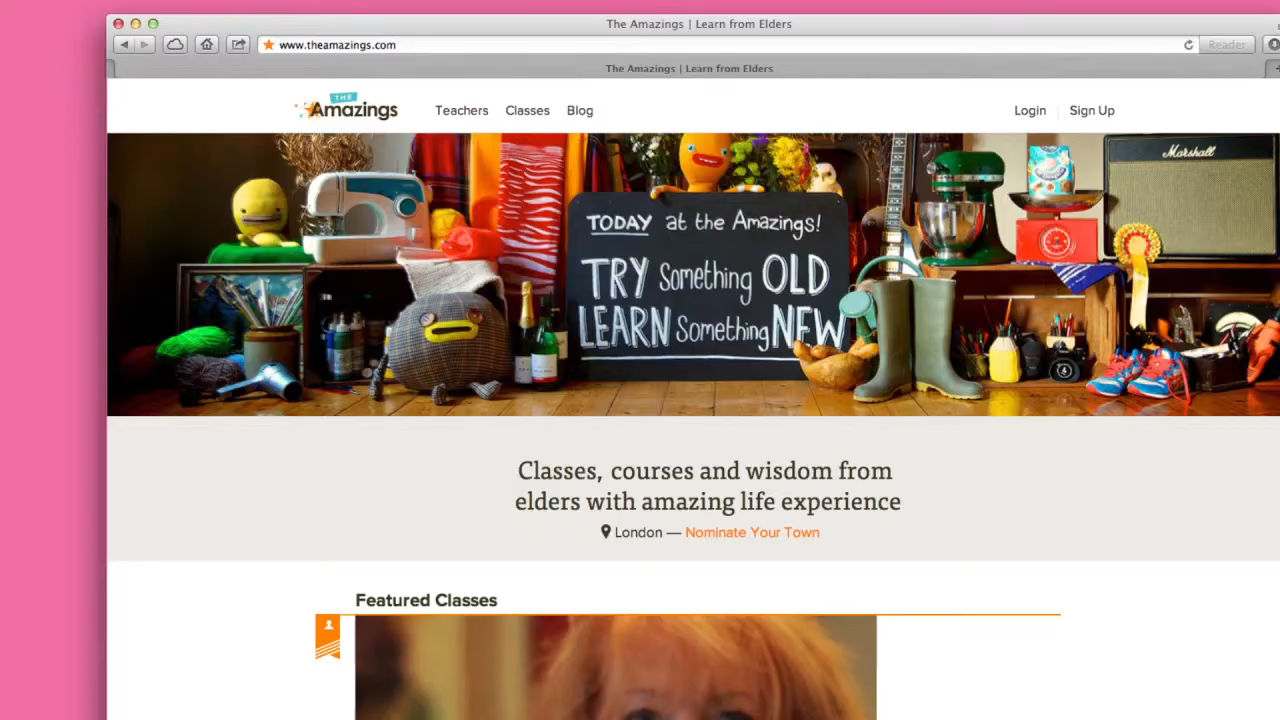 The Amazings | Learn from Elders
www.theamazings.com
Reader
The Amazings | Learn from Elders
THE
Amazings
Teachers Classes Blog
Login Sign Up
Marshall
TODAY at the Amazings!
TRY Something OLD
LEARN Something NEW
Classes, courses and wisdom from
elders with amazing life experience
London — Nominate Your Town
Featured Classes